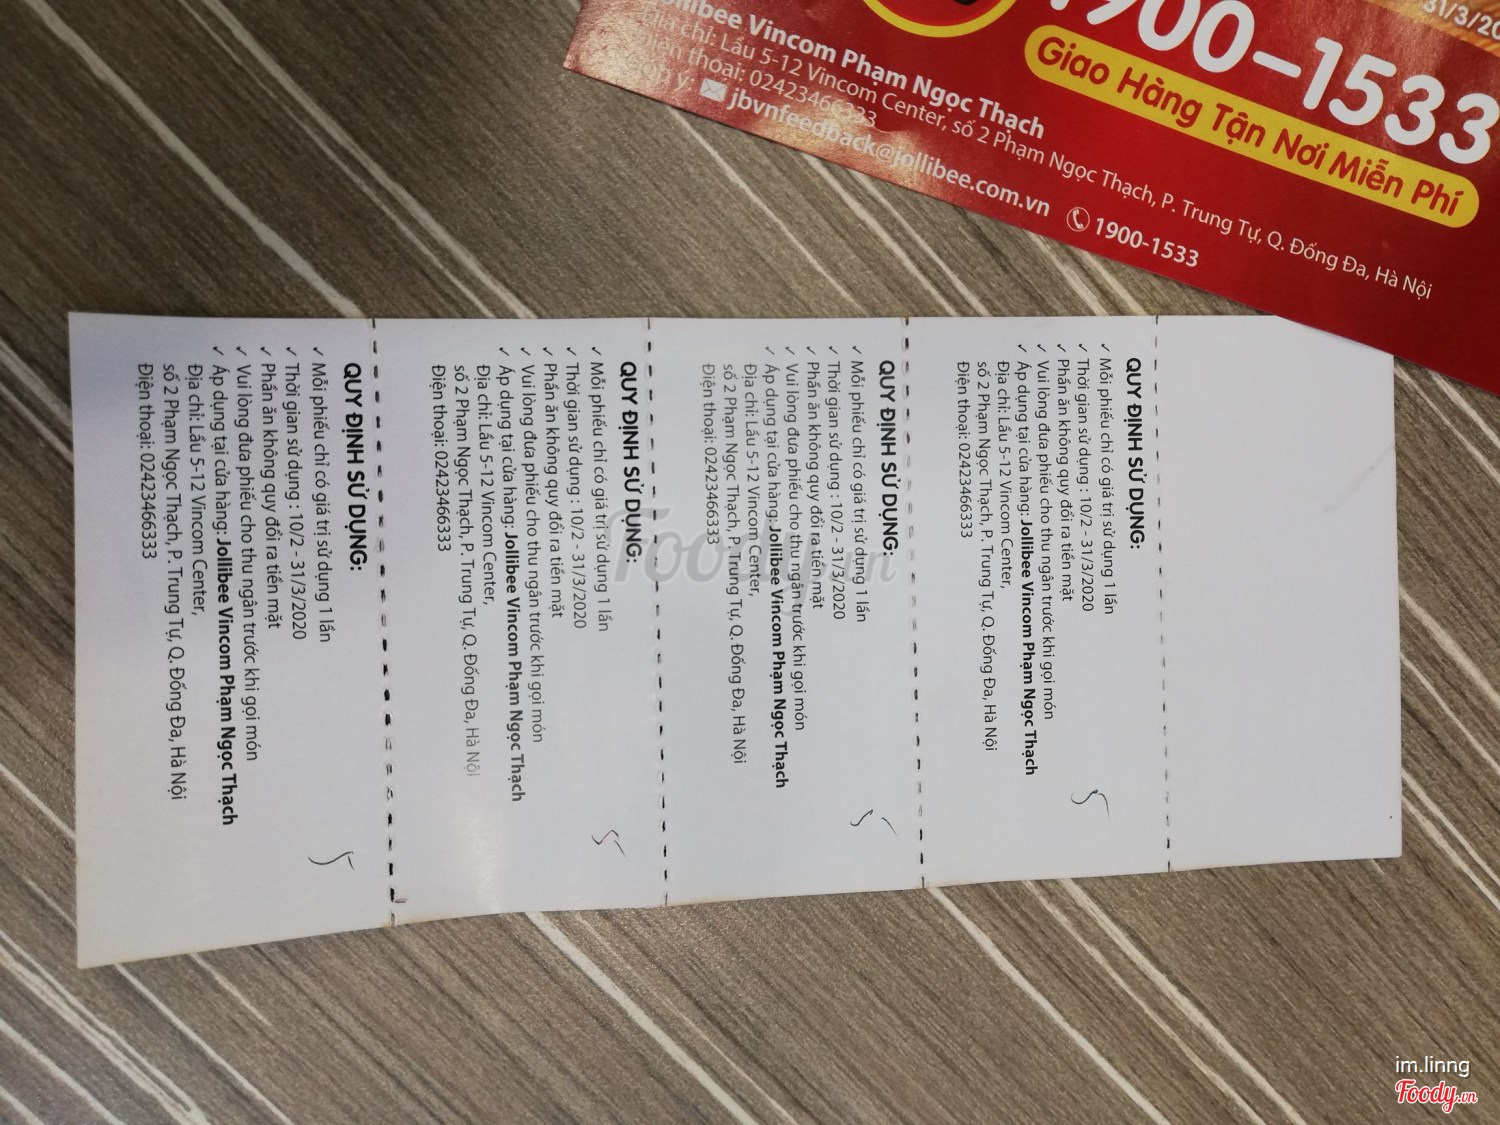 1900-1533
Giao Hàng Tận Nơi Miễn Phí
31/3/20
Jollibee Vincom Phạm Ngọc Thạch
Địa chỉ: Lầu 5-12 Vincom Center, số 2 Phạm Ngọc Thạch, P. Trung Tự, Q. Đống Đa, Hà Nội
Điện thoại: 02423466333
ý: jbvnfeedback@jollibee.com.vn 1900-1533
QUY ĐỊNH SỬ DỤNG:
✓ Mỗi phiếu chỉ có giá trị sử dụng 1 lần
✓ Thời gian sử dụng : 10/2 - 31/3/2020
✓ Phần ăn không quy đổi ra tiền mặt
✓ Vui lòng đưa phiếu cho thu ngân trước khi gọi món
✓ Áp dụng tại cửa hàng: Jollibee Vincom Phạm Ngọc Thạch
Địa chỉ: Lầu 5-12 Vincom Center,
số 2 Phạm Ngọc Thạch, P. Trung Tự, Q. Đống Đa, Hà Nội
Điện thoại: 02423466333
5
QUY ĐỊNH SỬ DỤNG:
✓ Mỗi phiếu chỉ có giá trị sử dụng 1 lần
✓ Thời gian sử dụng : 10/2 - 31/3/2020
✓ Phần ăn không quy đổi ra tiền mặt
✓ Vui lòng đưa phiếu cho thu ngân trước khi gọi món
✓ Áp dụng tại cửa hàng: Jollibee Vincom Phạm Ngọc Thạch
Địa chỉ: Lầu 5-12 Vincom Center,
số 2 Phạm Ngọc Thạch, P. Trung Tự, Q. Đống Đa, Hà Nội
Điện thoại: 02423466333
5
QUY ĐỊNH SỬ DỤNG:
✓ Mỗi phiếu chỉ có giá trị sử dụng 1 lần
✓ Thời gian sử dụng : 10/2 - 31/3/2020
✓ Phần ăn không quy đổi ra tiền mặt
✓ Vui lòng đưa phiếu cho thu ngân trước khi gọi món
✓ Áp dụng tại cửa hàng: Jollibee Vincom Phạm Ngọc Thạch
Địa chỉ: Lầu 5-12 Vincom Center,
số 2 Phạm Ngọc Thạch, P. Trung Tự, Q. Đống Đa, Hà Nội
Điện thoại: 02423466333
5
QUY ĐỊNH SỬ DỤNG:
✓ Mỗi phiếu chỉ có giá trị sử dụng 1 lần
✓ Thời gian sử dụng : 10/2 - 31/3/2020
✓ Phần ăn không quy đổi ra tiền mặt
✓ Vui lòng đưa phiếu cho thu ngân trước khi gọi món
✓ Áp dụng tại cửa hàng: Jollibee Vincom Phạm Ngọc Thạch
Địa chỉ: Lầu 5-12 Vincom Center,
số 2 Phạm Ngọc Thạch, P. Trung Tự, Q. Đống Đa, Hà Nội
Điện thoại: 02423466333
5
Foody.vn
im.linng
Foody.vn